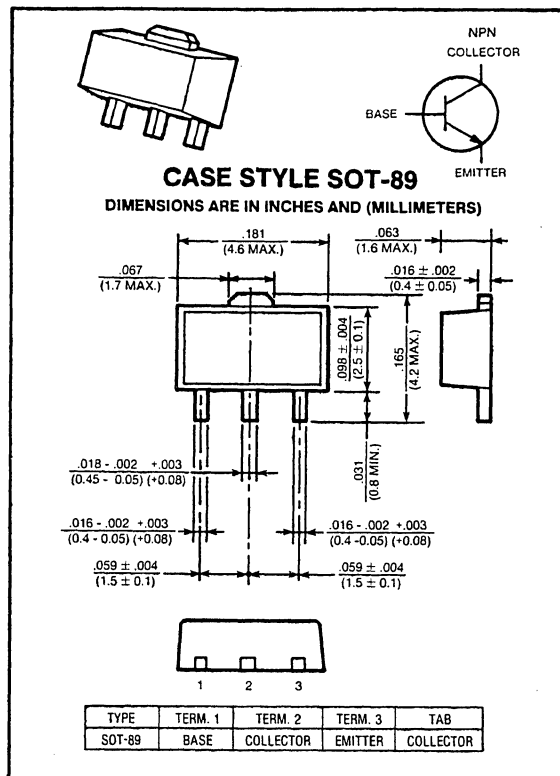 NPN
COLLECTOR
BASE
EMITTER
CASE STYLE SOT-89
DIMENSIONS ARE IN INCHES AND (MILLIMETERS)
.181
(4.6 MAX.)
.063
(1.6 MAX.)
.067
(1.7 MAX.)
.016 ± .002
(0.4 ± 0.05)
.098 ± .004
(2.5 ± 0.1)
.165
(4.2 MAX.)
.031
(0.8 MIN.)
.018 - .002 +.003
(0.45 - 0.05) (+0.08)
.016 -.002 +.003
(0.4 -0.05) (+0.08)
.016 -.002 +.003
(0.4 -0.05) (+0.08)
.059 ± .004
(1.5 ± 0.1)
.059 ± .004
(1.5 ± 0.1)
1 2 3
TYPE TERM. 1 TERM. 2 TERM. 3 TAB
SOT-89 BASE COLLECTOR EMITTER COLLECTOR